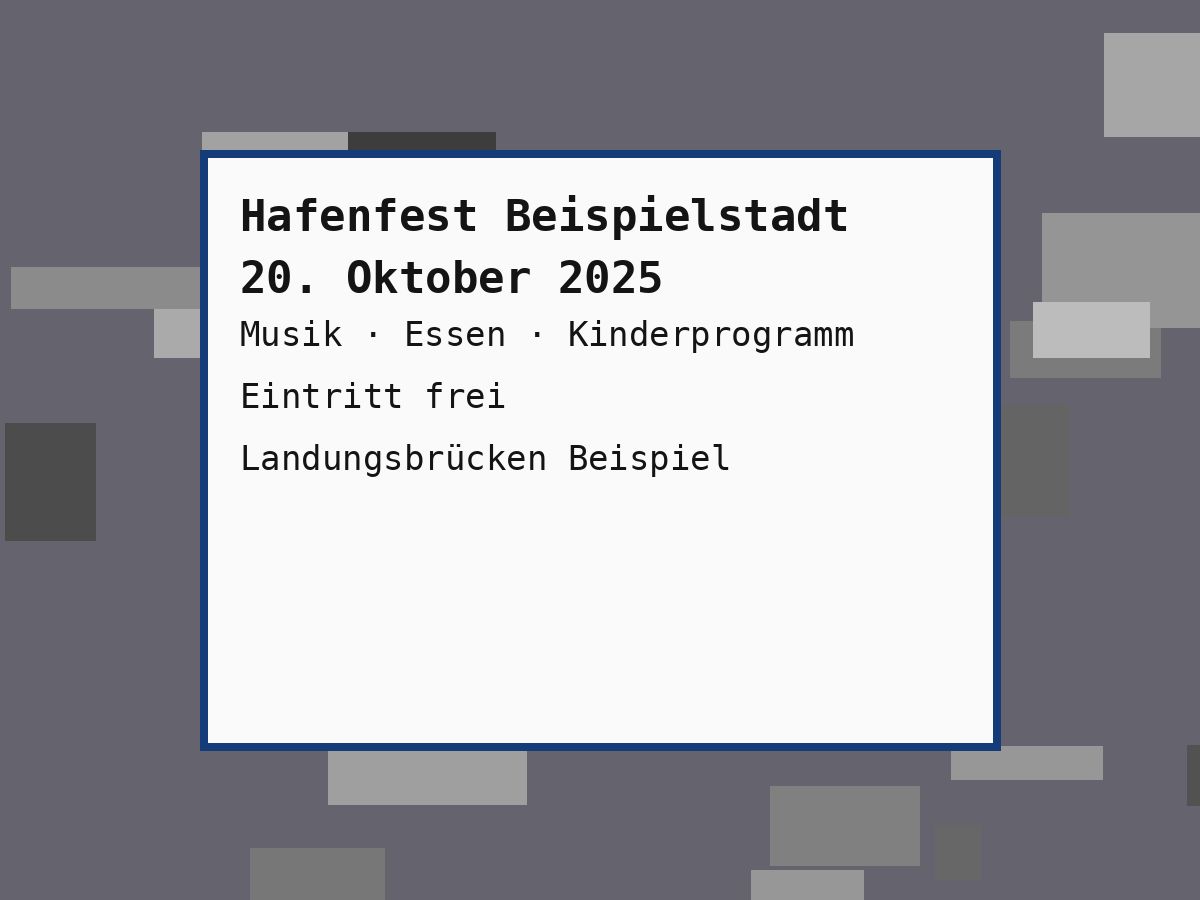 Hafenfest Beispielstadt
20. Oktober 2025
Musik · Essen · Kinderprogramm
Eintritt frei
Landungsbrücken Beispiel